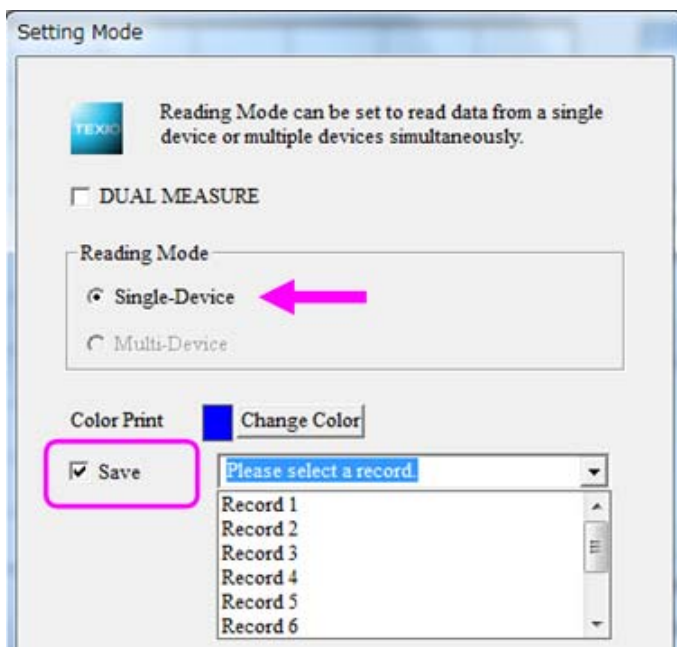 Setting Mode
TEXIO
Reading Mode can be set to read data from a single
device or multiple devices simultaneously.
DUAL MEASURE
Reading Mode
Single-Device
Multi-Device
Color Print
Change Color
Save
Please select a record.
Record 1
Record 2
Record 3
Record 4
Record 5
Record 6